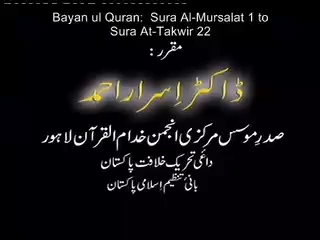 Bayan ul Quran: Sura Al-Mursalat 1 to
Sura At-Takwir 22
مقرر :
ڈاکٹر اسرار احمد
صدر مؤسس مرکزی انجمن خدام القرآن لاہور
داعی تحریک خلافت پاکستان
بانی تنظیم اسلامی پاکستان